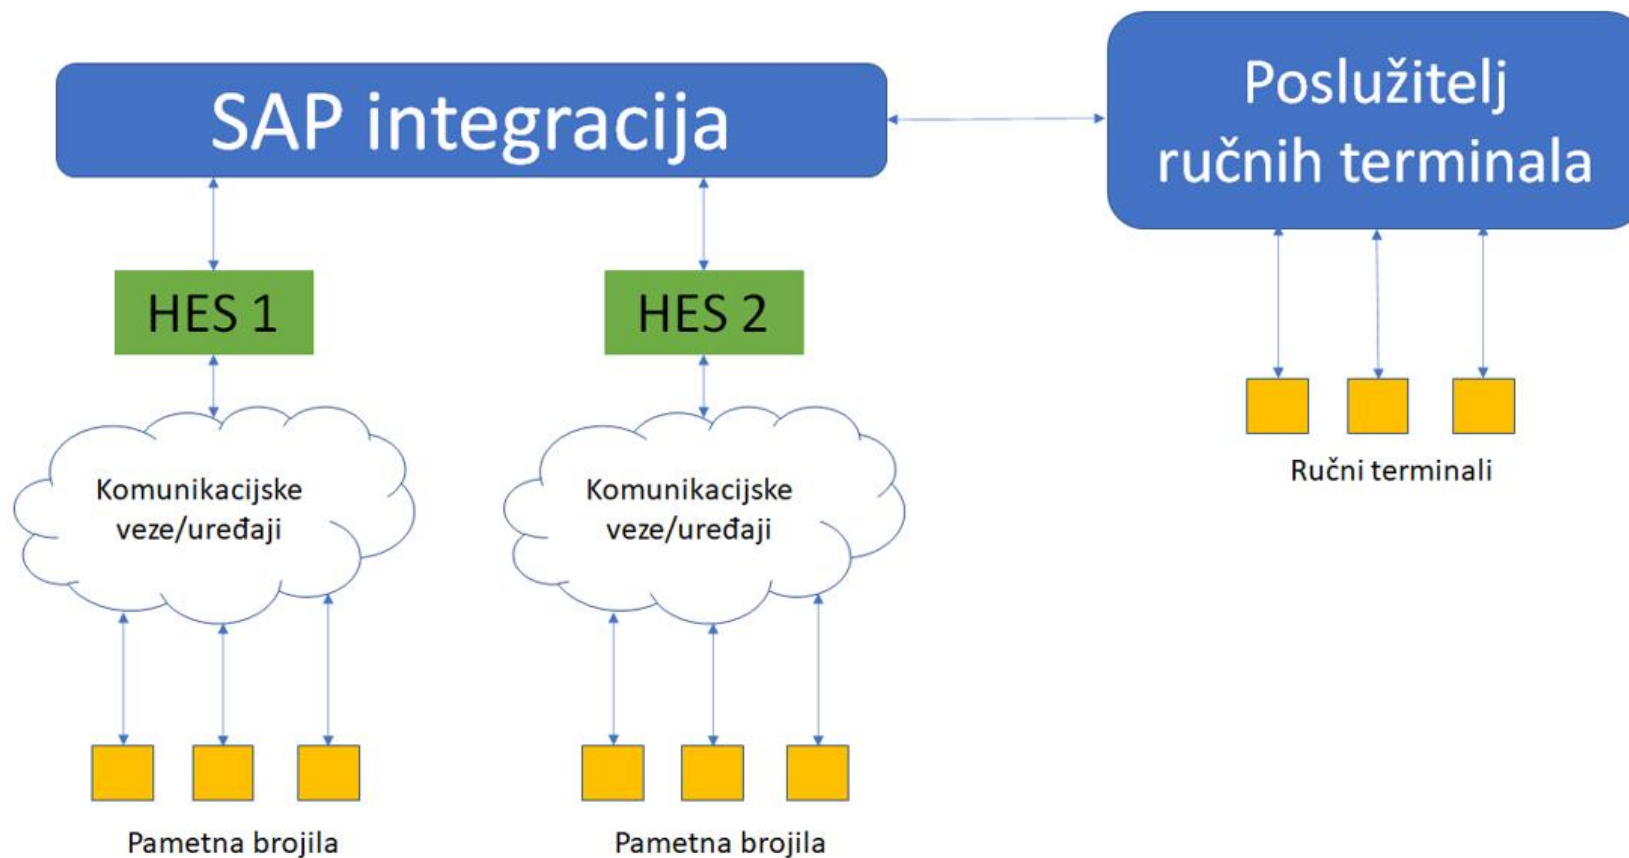 SAP integracija
Poslužitelj
ručnih terminala
HES 1
HES 2
Komunikacijske
veze/uređaji
Komunikacijske
veze/uređaji
Ručni terminali
Pametna brojila
Pametna brojila